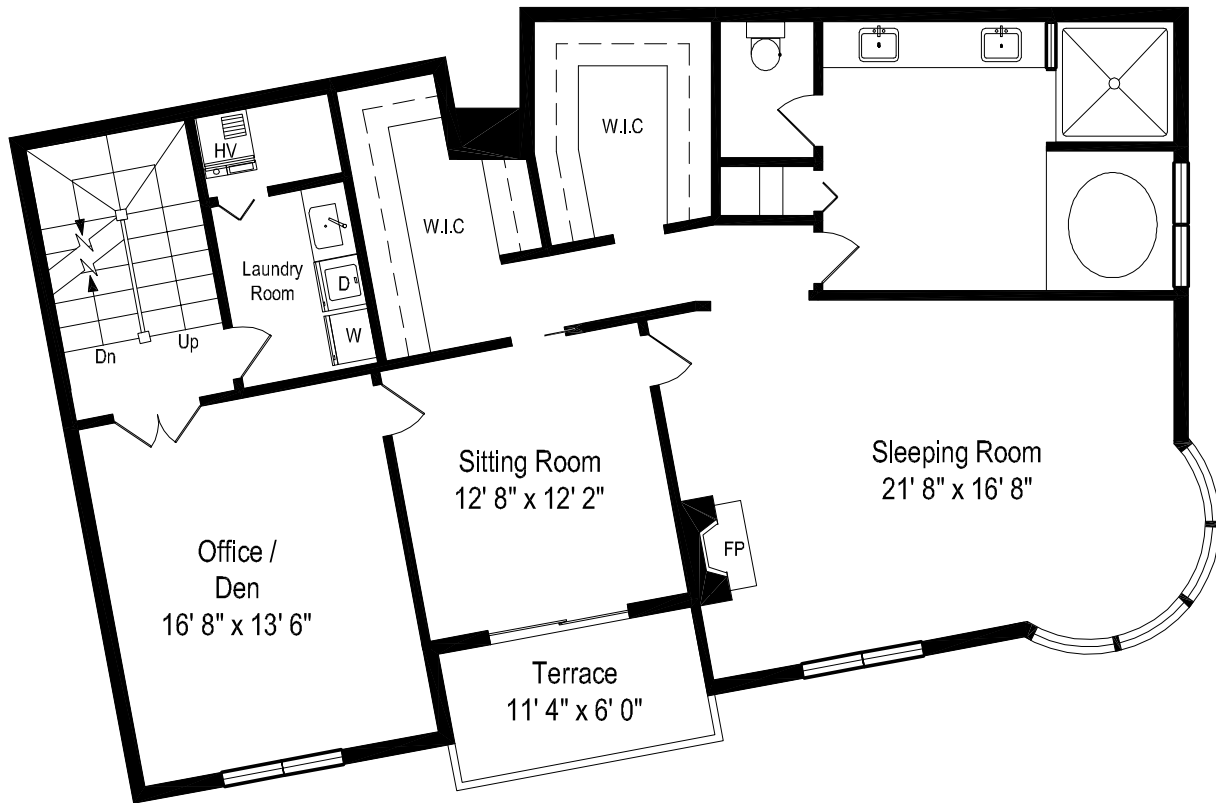 W.I.C
HV
W.I.C
Laundry
Room
D
W
Dn
Up
Sitting Room
12' 8" x 12' 2"
Sleeping Room
21' 8" x 16' 8"
FP
Office /
Den
16' 8" x 13' 6"
Terrace
11' 4" x 6' 0"